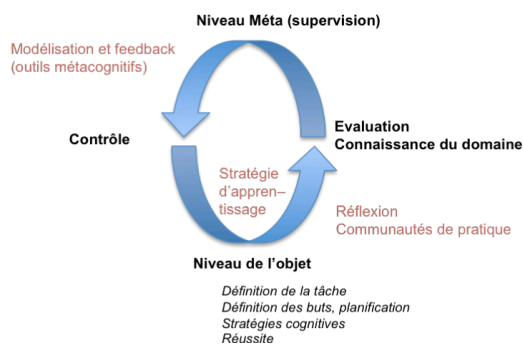 Niveau Méta (supervision)
Modélisation et feedback
(outils métacognitifs)
Contrôle
Evaluation
Connaissance du domaine
Stratégie
d'appren–
tissage
Réflexion
Communautés de pratique
Niveau de l'objet
Définition de la tâche
Définition des buts, planification
Stratégies cognitives
Réussite